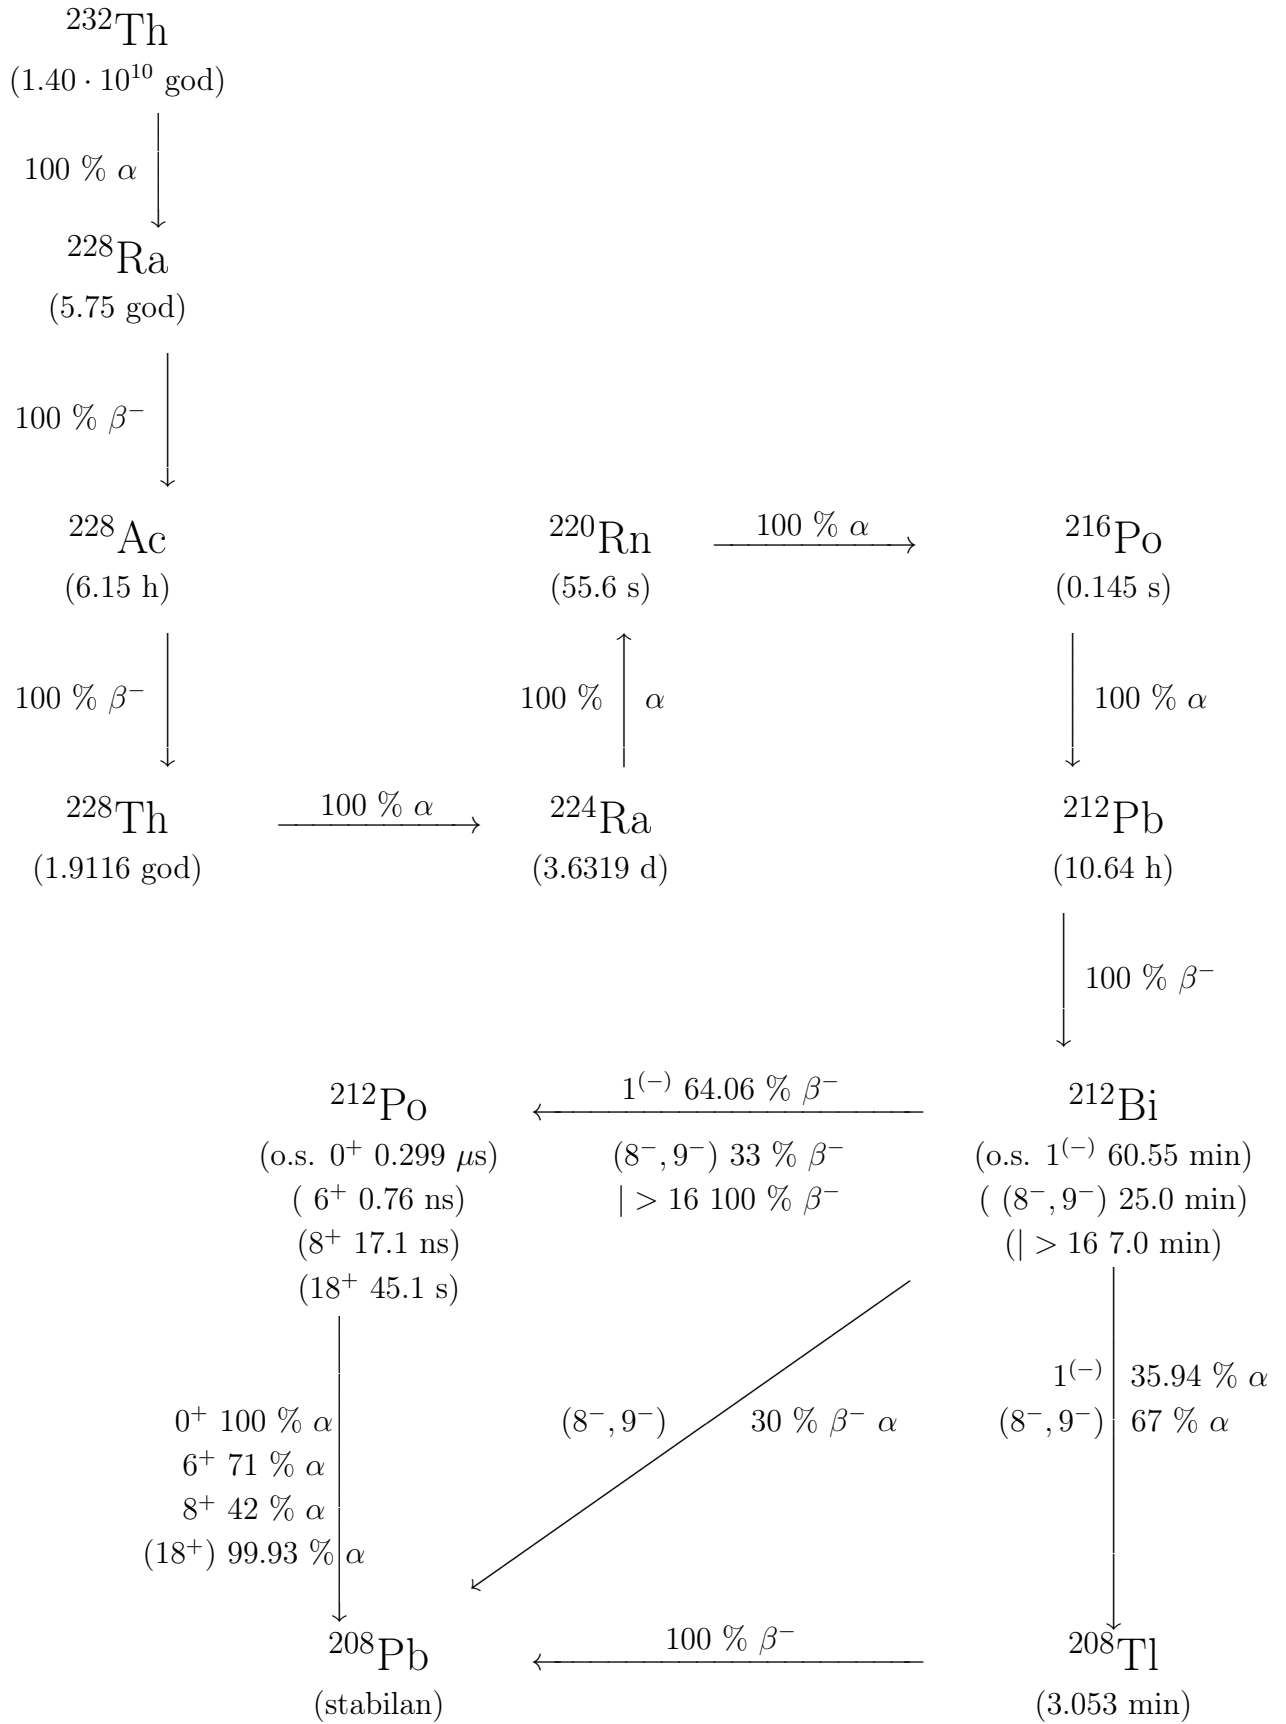 ²³²Th
(1.40 · 10¹⁰ god)
100 % α
²²⁸Ra
(5.75 god)
100 % β⁻
²²⁸Ac
(6.15 h)
100 % β⁻
²²⁸Th
(1.9116 god)
100 % α
²²⁴Ra
(3.6319 d)
100 % α
²²⁰Rn
(55.6 s)
100 % α
²¹⁶Po
(0.145 s)
100 % α
²¹²Pb
(10.64 h)
100 % β⁻
²¹²Bi
(o.s. 1⁽⁻⁾ 60.55 min)
( (8⁻, 9⁻) 25.0 min)
(| > 16 7.0 min)
1⁽⁻⁾ 64.06 % β⁻
(8⁻, 9⁻) 33 % β⁻
| > 16 100 % β⁻
²¹²Po
(o.s. 0⁺ 0.299 μs)
( 6⁺ 0.76 ns)
(8⁺ 17.1 ns)
(18⁺ 45.1 s)
0⁺ 100 % α
6⁺ 71 % α
8⁺ 42 % α
(18⁺) 99.93 % α
(8⁻, 9⁻) 30 % β⁻ α
1⁽⁻⁾ 35.94 % α
(8⁻, 9⁻) 67 % α
²⁰⁸Tl
(3.053 min)
100 % β⁻
²⁰⁸Pb
(stabilan)